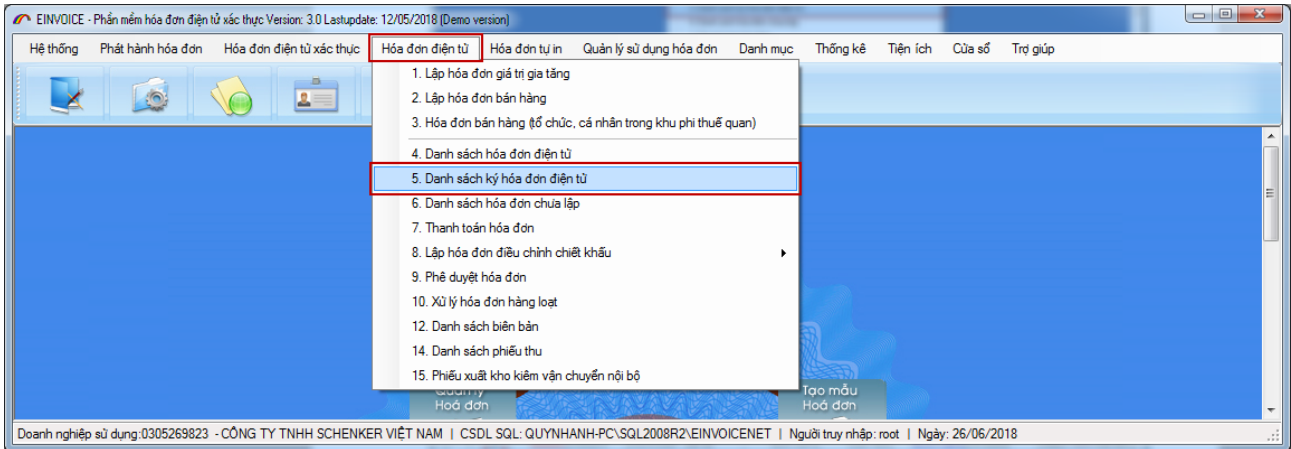 EINVOICE - Phần mềm hóa đơn điện tử xác thực Version: 3.0 Lastupdate: 12/05/2018 (Demo version)
Hệ thống Phát hành hóa đơn Hóa đơn điện tử xác thực Hóa đơn điện tử Hóa đơn tự in Quản lý sử dụng hóa đơn Danh mục Thống kê Tiện ích Cửa sổ Trợ giúp
1. Lập hóa đơn giá trị gia tăng
2. Lập hóa đơn bán hàng
3. Hóa đơn bán hàng (tổ chức, cá nhân trong khu phi thuế quan)
4. Danh sách hóa đơn điện tử
5. Danh sách ký hóa đơn điện tử
6. Danh sách hóa đơn chưa lập
7. Thanh toán hóa đơn
8. Lập hóa đơn điều chỉnh chiết khấu
9. Phê duyệt hóa đơn
10. Xử lý hóa đơn hàng loạt
12. Danh sách biên bản
14. Danh sách phiếu thu
15. Phiếu xuất kho kiêm vận chuyển nội bộ
Quản lý Tạo mẫu
Hoá đơn Hoá đơn
Doanh nghiệp sử dụng:0305269823 - CÔNG TY TNHH SCHENKER VIỆT NAM | CSDL SQL: QUYNHANH-PC\SQL2008R2\EINVOICENET | Người truy nhập: root | Ngày: 26/06/2018